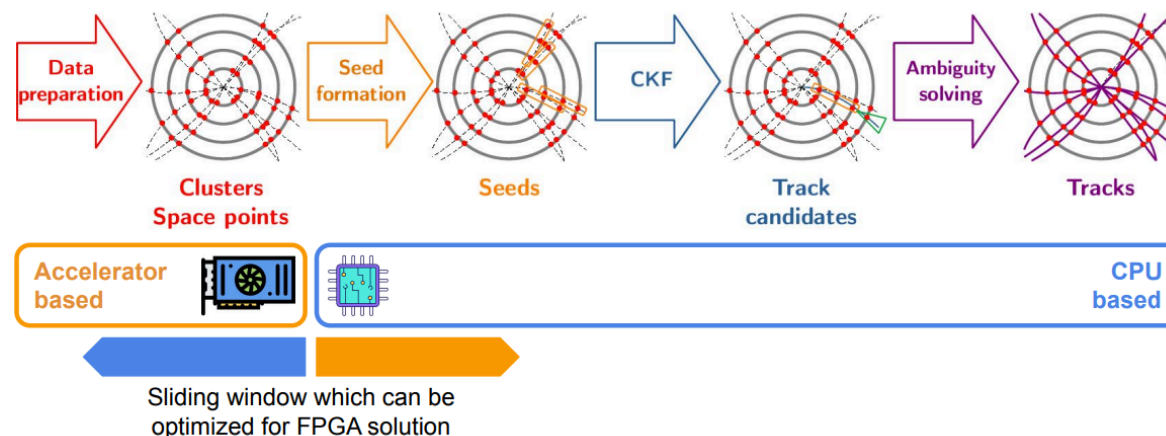 Data
preparation
Seed
formation
CKF
Ambiguity
solving
Clusters
Space points
Seeds
Track
candidates
Tracks
Accelerator
based
CPU
based
Sliding window which can be
optimized for FPGA solution